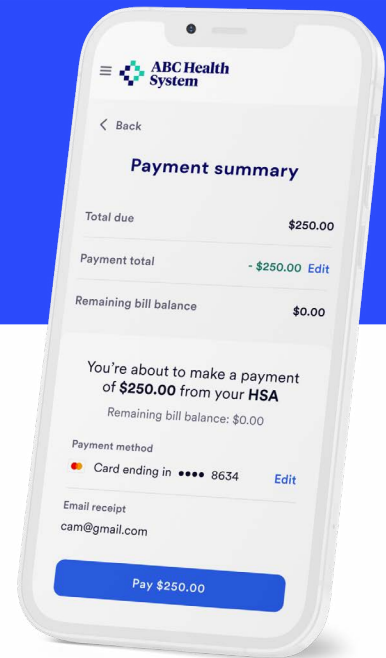 ABC Health
System
Back
Payment summary
Total due $250.00
Payment total - $250.00 Edit
Remaining bill balance $0.00
You're about to make a payment
of $250.00 from your HSA
Remaining bill balance: $0.00
Payment method
Card ending in •••• 8634 Edit
Email receipt
cam@gmail.com
Pay $250.00